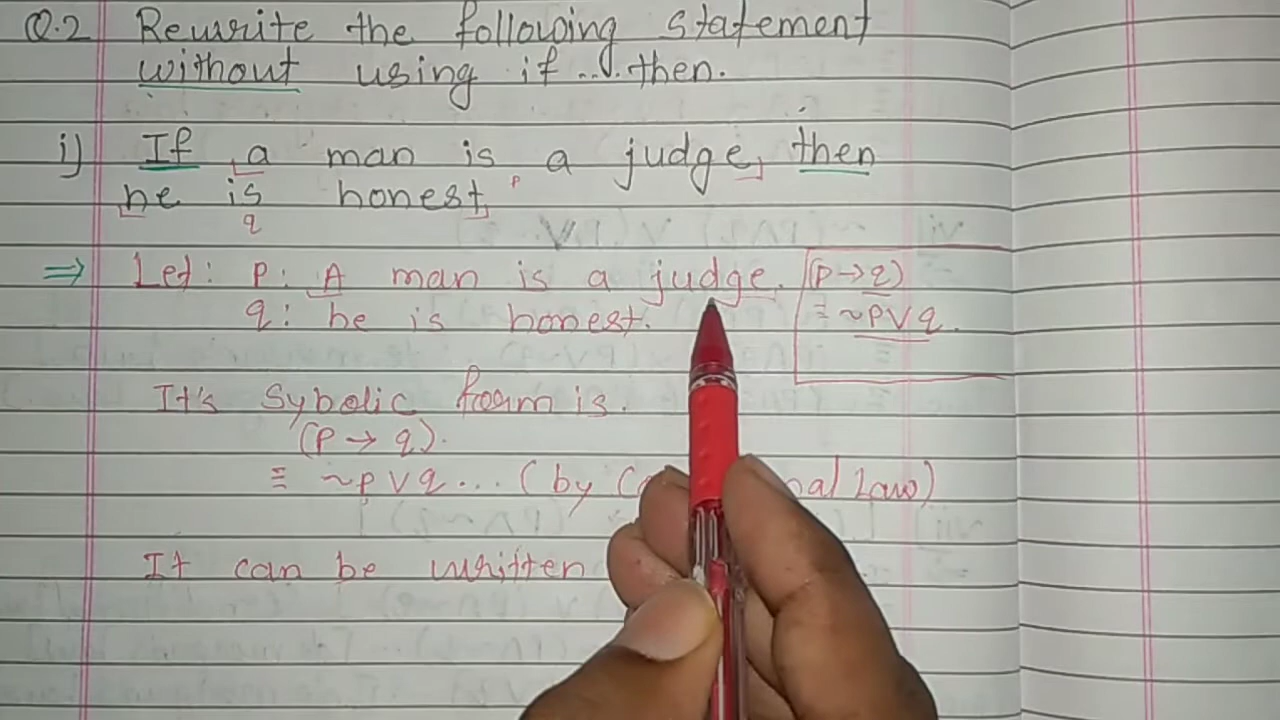 Q.2 Rewrite the following statement
without using if....then.
i) If a man is a judge, then
he is honest.
p
q
⇒ Let: p: A man is a judge.
q: he is honest.
(p→q)
≡ ~p∨q.
It's Sybolic form is.
(p → q).
≡ ~p∨q... (by Law)
It can be written